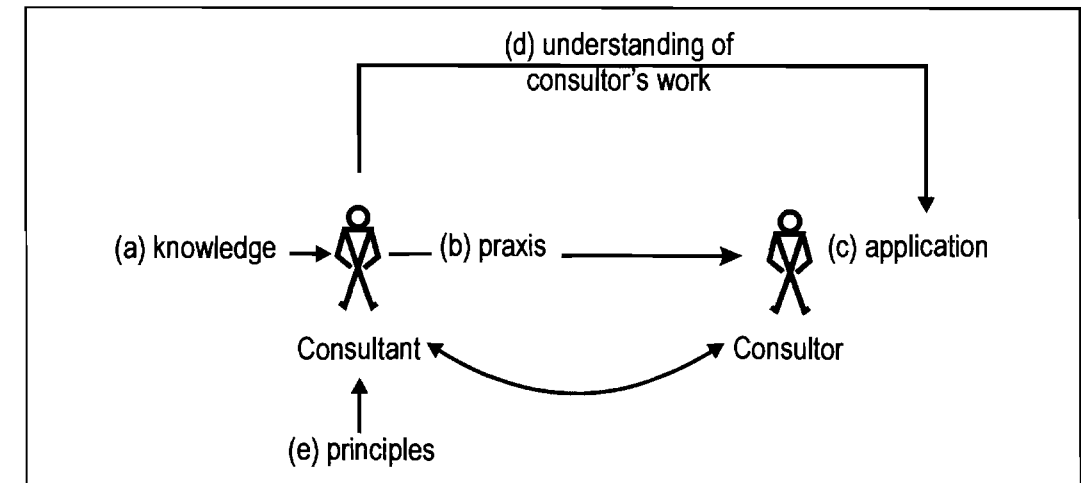 (d) understanding of
consultor's work
(a) knowledge
(b) praxis
(c) application
Consultant
Consultor
(e) principles